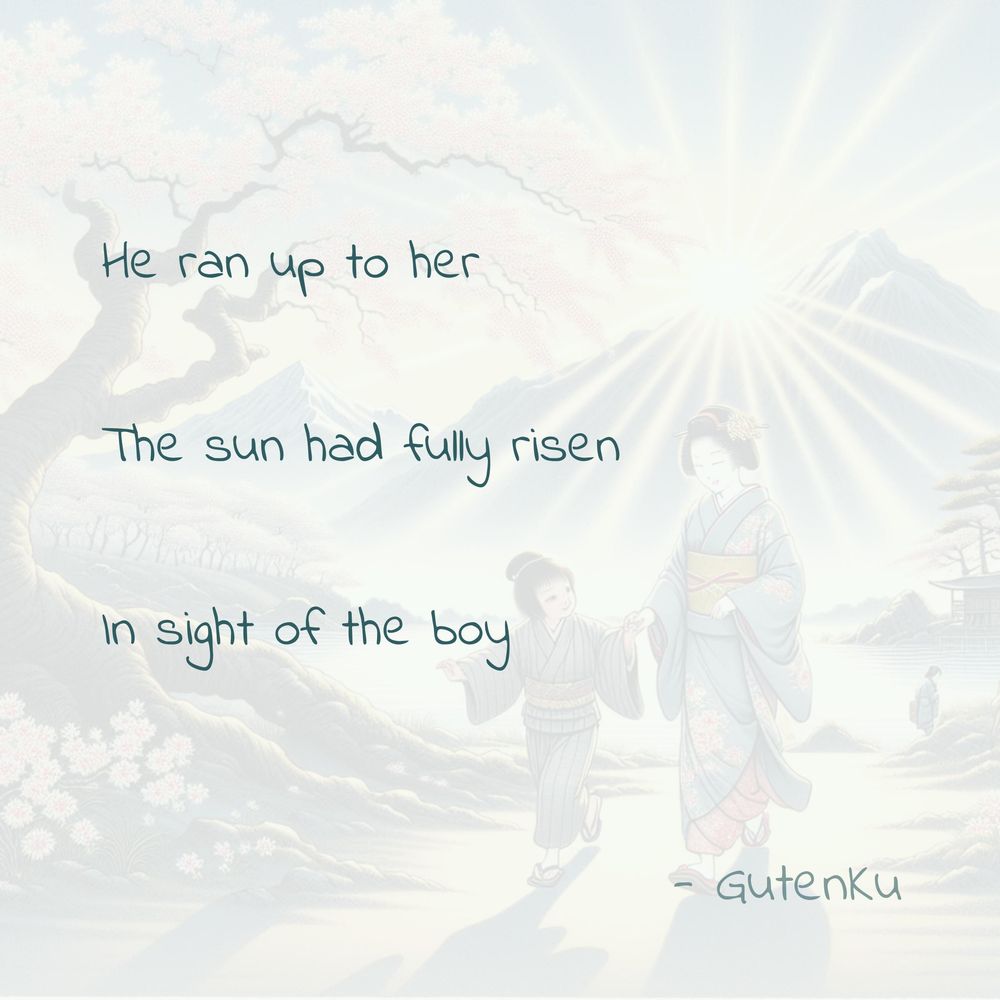 He ran up to her
The sun had fully risen
In sight of the boy
- GutenKu